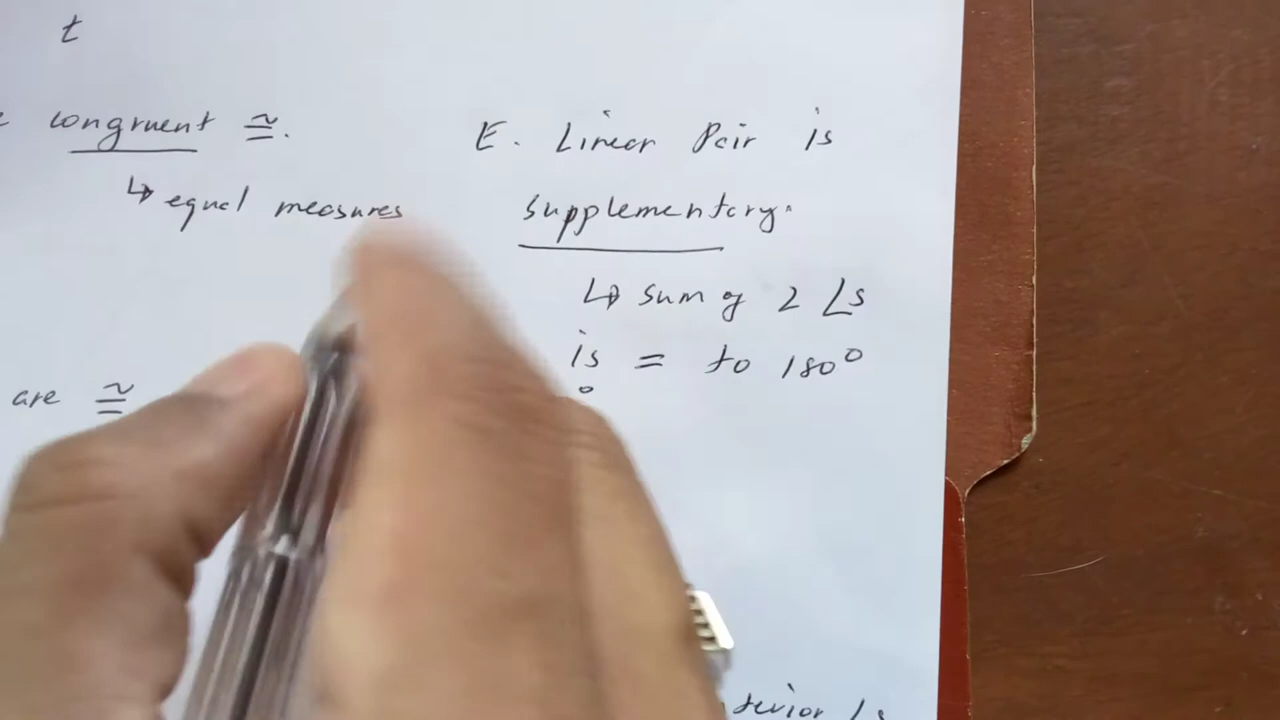 t
congruent ≅.
↳ equal measures
are ≅
E. Linear Pair is
supplementary.
↳ sum of 2 ∠s
is = to 180°
∠s